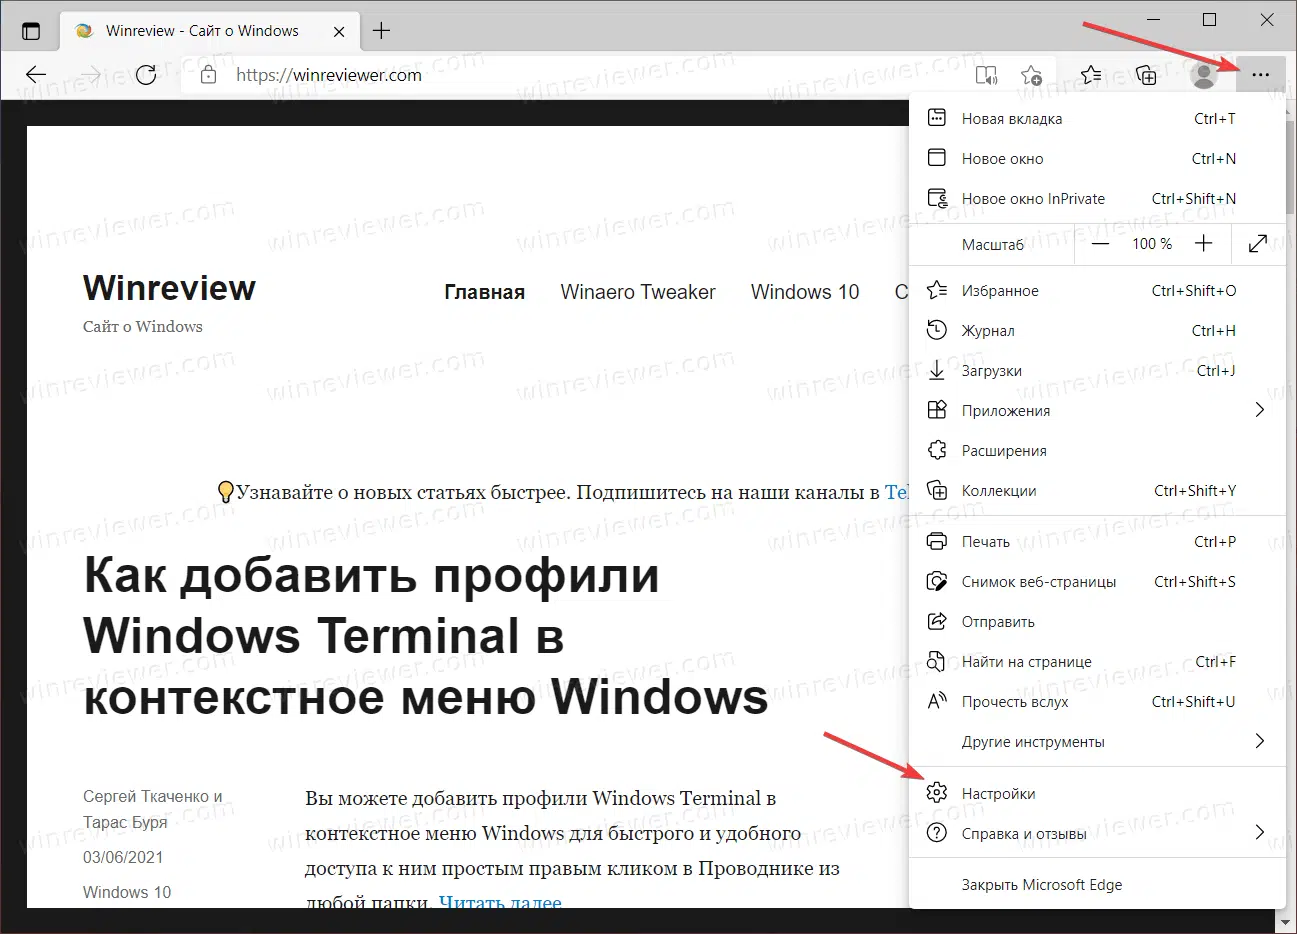 Winreview - Сайт о Windows
https://winreviewer.com
Winreview
Сайт о Windows
Главная
Winaero Tweaker
Windows 10
С
💡Узнавайте о новых статьях быстрее. Подпишитесь на наши каналы в Tel
Как добавить профили
Windows Terminal в
контекстное меню Windows
Сергей Ткаченко и
Тарас Буря
03/06/2021
Windows 10
Вы можете добавить профили Windows Terminal в
контекстное меню Windows для быстрого и удобного
доступа к ним простым правым кликом в Проводнике из
любой папки. Читать далее
Новая вкладка Ctrl+T
Новое окно Ctrl+N
Новое окно InPrivate Ctrl+Shift+N
Масштаб — 100 % +
Избранное Ctrl+Shift+O
Журнал Ctrl+H
Загрузки Ctrl+J
Приложения
Расширения
Коллекции Ctrl+Shift+Y
Печать Ctrl+P
Снимок веб-страницы Ctrl+Shift+S
Отправить
Найти на странице Ctrl+F
Прочесть вслух Ctrl+Shift+U
Другие инструменты
Настройки
Справка и отзывы
Закрыть Microsoft Edge
winreviewer.com